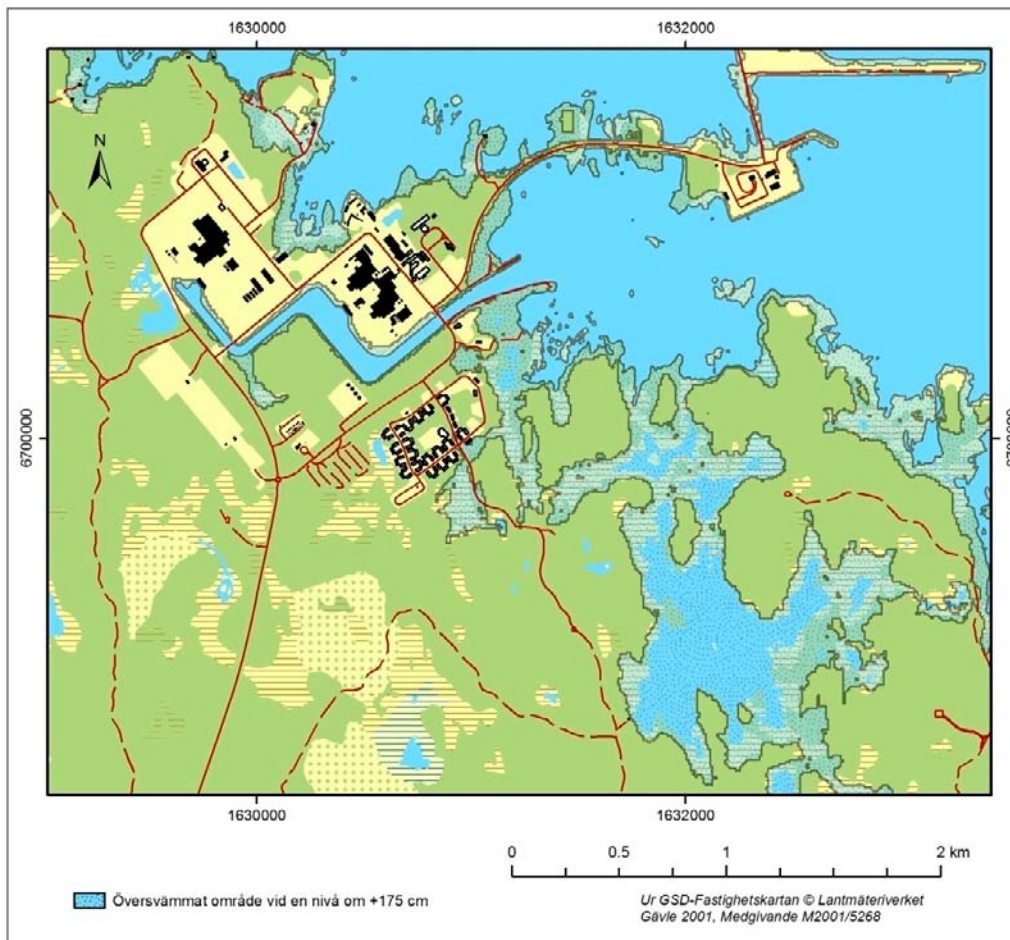 1630000 1632000
N
6700000 6700000
1630000 1632000
0 0.5 1 2 km
Översvämmat område vid en nivå om +175 cm
Ur GSD-Fastighetskartan © Lantmäteriverket
Gävle 2001, Medgivande M2001/5268